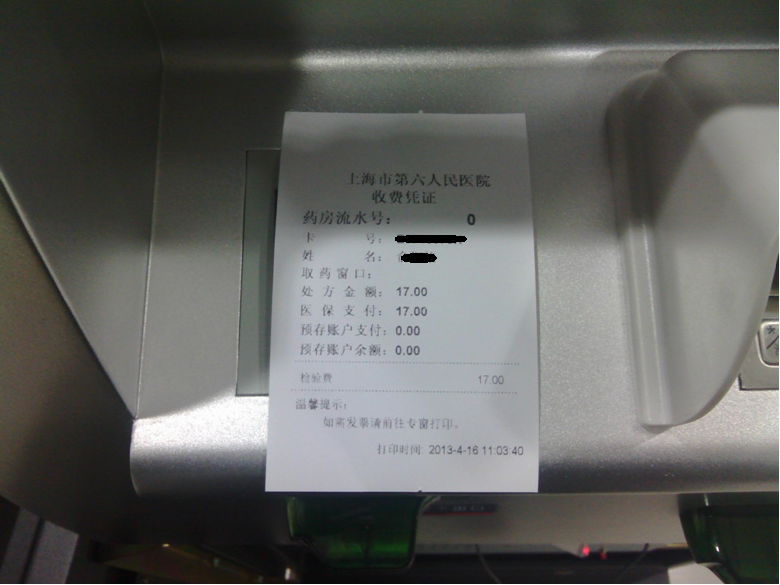 上海市第六人民医院
收费凭证
药房流水号： 0
卡 号：
姓 名：
取药窗口：
处方金额：17.00
医保支付：17.00
预存账户支付：0.00
预存账户余额：0.00
检验费 17.00
温馨提示：
如需发票请前往专窗打印。
打印时间 2013-4-16 11:03:40